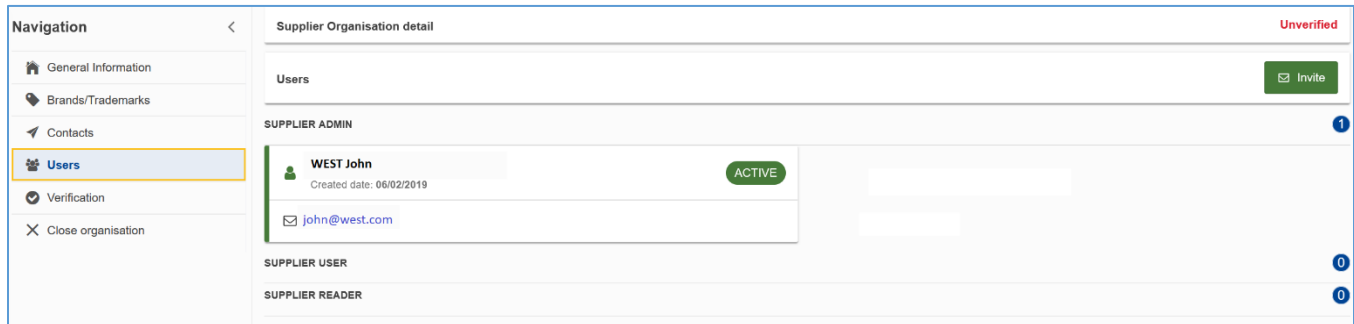 Navigation
General Information
Brands/Trademarks
Contacts
Users
Verification
Close organisation
Supplier Organisation detail
Unverified
Users
Invite
SUPPLIER ADMIN
1
WEST John
ACTIVE
Created date: 06/02/2019
john@west.com
SUPPLIER USER
0
SUPPLIER READER
0